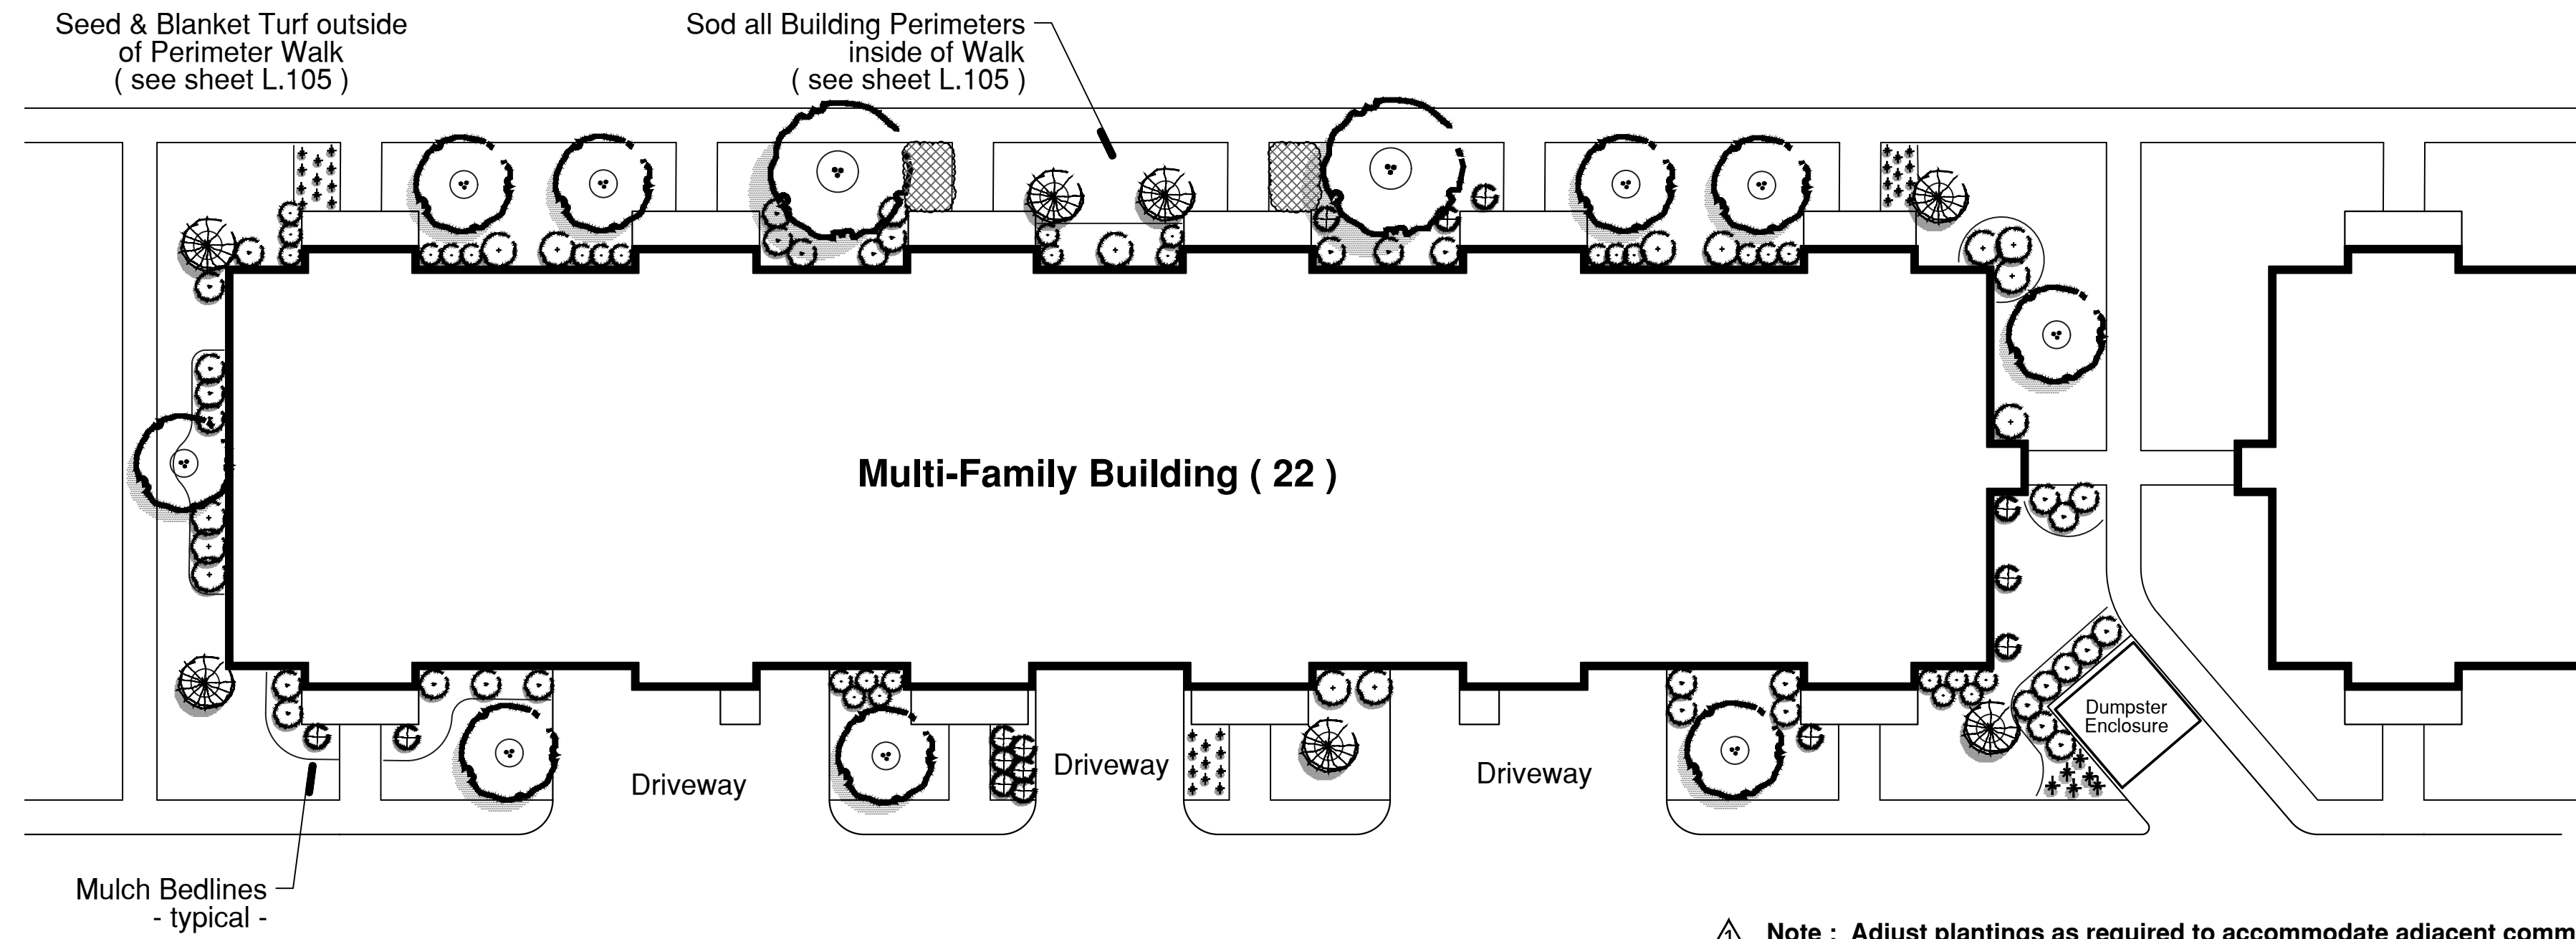 Seed & Blanket Turf outside
of Perimeter Walk
( see sheet L.105 )
Sod all Building Perimeters
inside of Walk
( see sheet L.105 )
Multi-Family Building ( 22 )
Dumpster
Enclosure
Driveway
Driveway
Driveway
Mulch Bedlines
- typical -
1 Note : Adjust plantings as required to accommodate adjacent